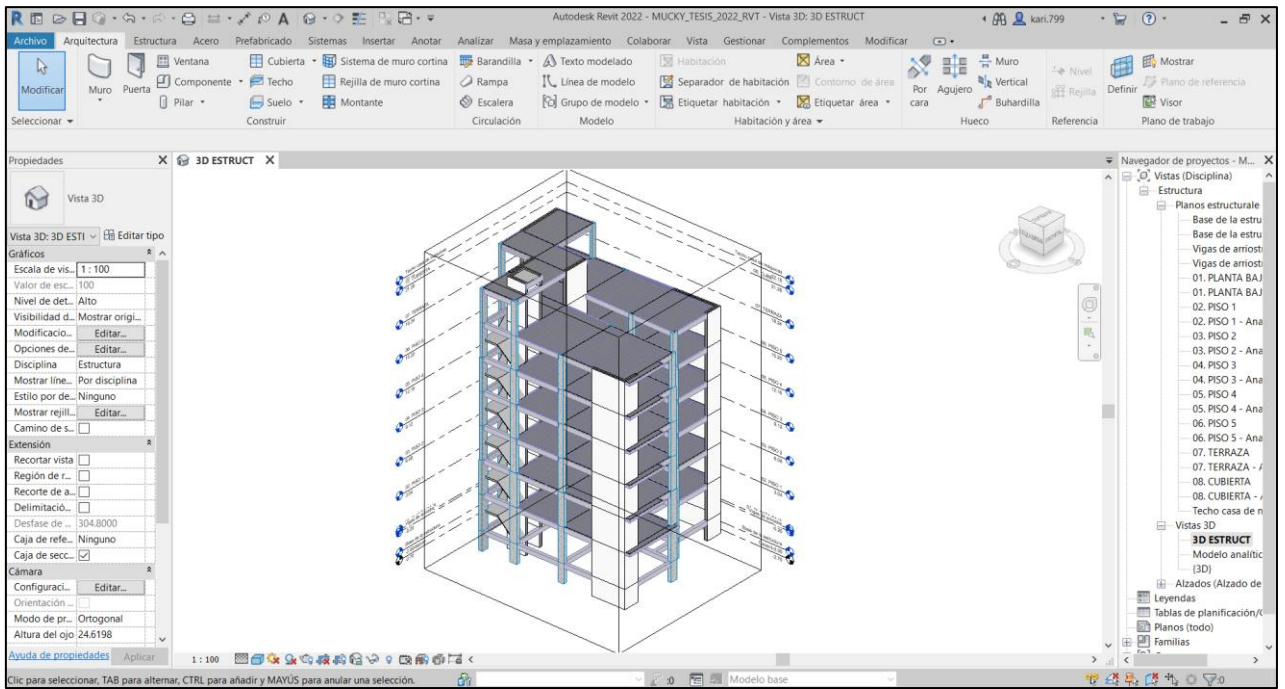 Autodesk Revit 2022 - MUCKY_TESIS_2022_RVT - Vista 3D: 3D ESTRUCT
kari.799
Archivo Arquitectura Estructura Acero Prefabricado Sistemas Insertar Anotar Analizar Masa y emplazamiento Colaborar Vista Gestionar Complementos Modificar
Modificar
Muro
Puerta
Ventana
Componente
Pilar
Cubierta
Techo
Suelo
Sistema de muro cortina
Rejilla de muro cortina
Montante
Barandilla
Rampa
Escalera
Texto modelado
Línea de modelo
Grupo de modelo
Habitación
Separador de habitación
Etiquetar habitación
Área
Contorno de área
Etiquetar área
Por cara
Agujero
Muro
Vertical
Buhardilla
Nivel
Rejilla
Definir
Mostrar
Plano de referencia
Visor
Seleccionar Construir Circulación Modelo Habitación y área Hueco Referencia Plano de trabajo
Propiedades
3D ESTRUCT
Navegador de proyectos - M...
Vista 3D
Vista 3D: 3D ESTI Editar tipo
Gráficos
Escala de vis... 1 : 100
Valor de esc... 100
Nivel de det... Alto
Visibilidad d... Mostrar origi...
Modificacio... Editar...
Opciones de... Editar...
Disciplina Estructura
Mostrar líne... Por disciplina
Estilo por de... Ninguno
Mostrar rejill... Editar...
Camino de s...
Extensión
Recortar vista
Región de r...
Recorte de a...
Delimitació...
Desfase de ... 304.8000
Caja de refe... Ninguno
Caja de secc...
Cámara
Configuraci... Editar...
Orientación ...
Modo de pr... Ortogonal
Altura del ojo 24.6198
Ayuda de propiedades Aplicar
1 : 100
Vistas (Disciplina)
Estructura
Planos estructurale
Base de la estru
Base de la estru
Vigas de arriost
Vigas de arriost
01. PLANTA BAJ
01. PLANTA BAJ
02. PISO 1
02. PISO 1 - Ana
03. PISO 2
03. PISO 2 - Ana
04. PISO 3
04. PISO 3 - Ana
05. PISO 4
05. PISO 4 - Ana
06. PISO 5
06. PISO 5 - Ana
07. TERRAZA
07. TERRAZA - A
08. CUBIERTA
08. CUBIERTA - A
Techo casa de n
Vistas 3D
3D ESTRUCT
Modelo analític
{3D}
Alzados (Alzado de
Leyendas
Tablas de planificación/C
Planos (todo)
Familias
Clic para seleccionar, TAB para alternar, CTRL para añadir y MAYÚS para anular una selección.
:0
Modelo base
:0